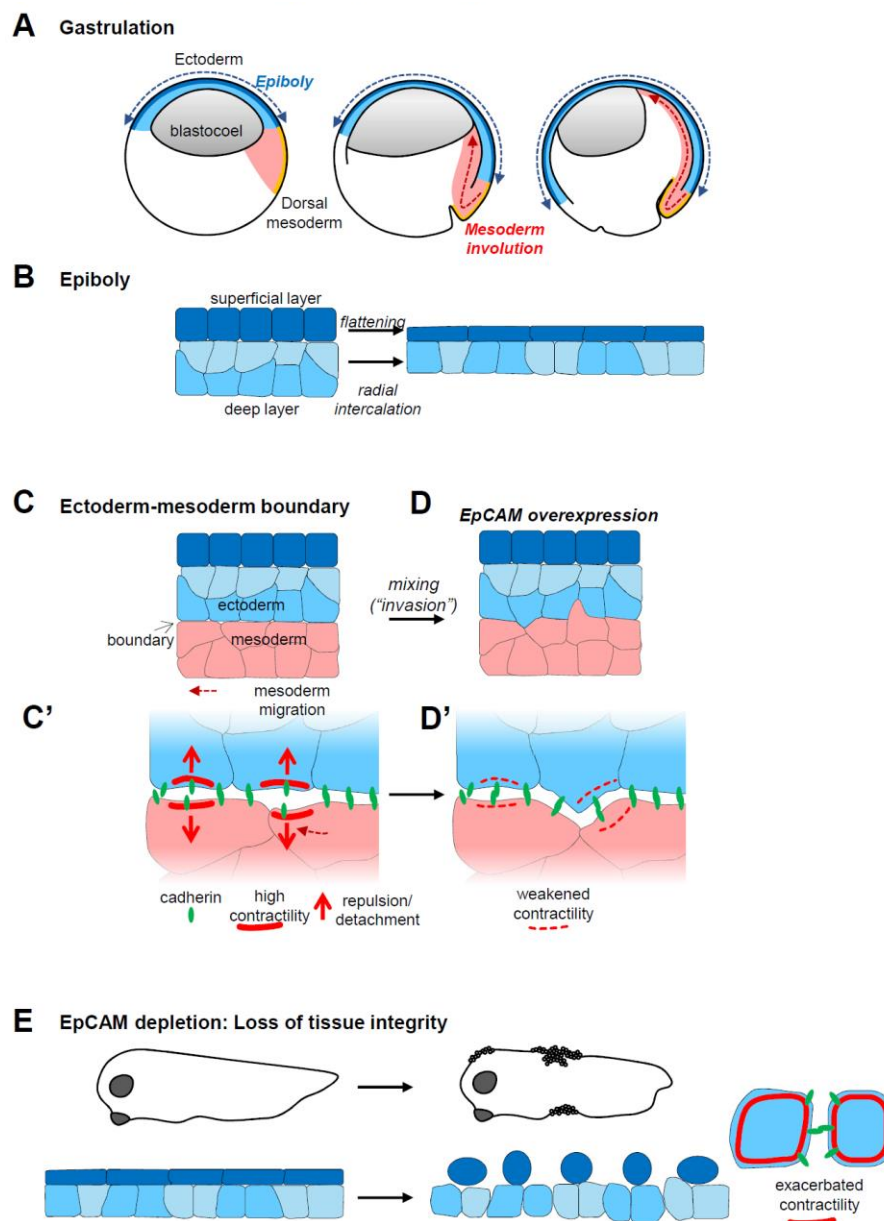 A Gastrulation
Ectoderm
Epiboly
blastocoel
Dorsal
mesoderm
Mesoderm
involution
B Epiboly
superficial layer
flattening
radial
intercalation
deep layer
C Ectoderm-mesoderm boundary
D
EpCAM overexpression
ectoderm
mixing
("invasion")
boundary
mesoderm
mesoderm
migration
C’
D’
cadherin
high
contractility
repulsion/
detachment
weakened
contractility
E EpCAM depletion: Loss of tissue integrity
exacerbated
contractility